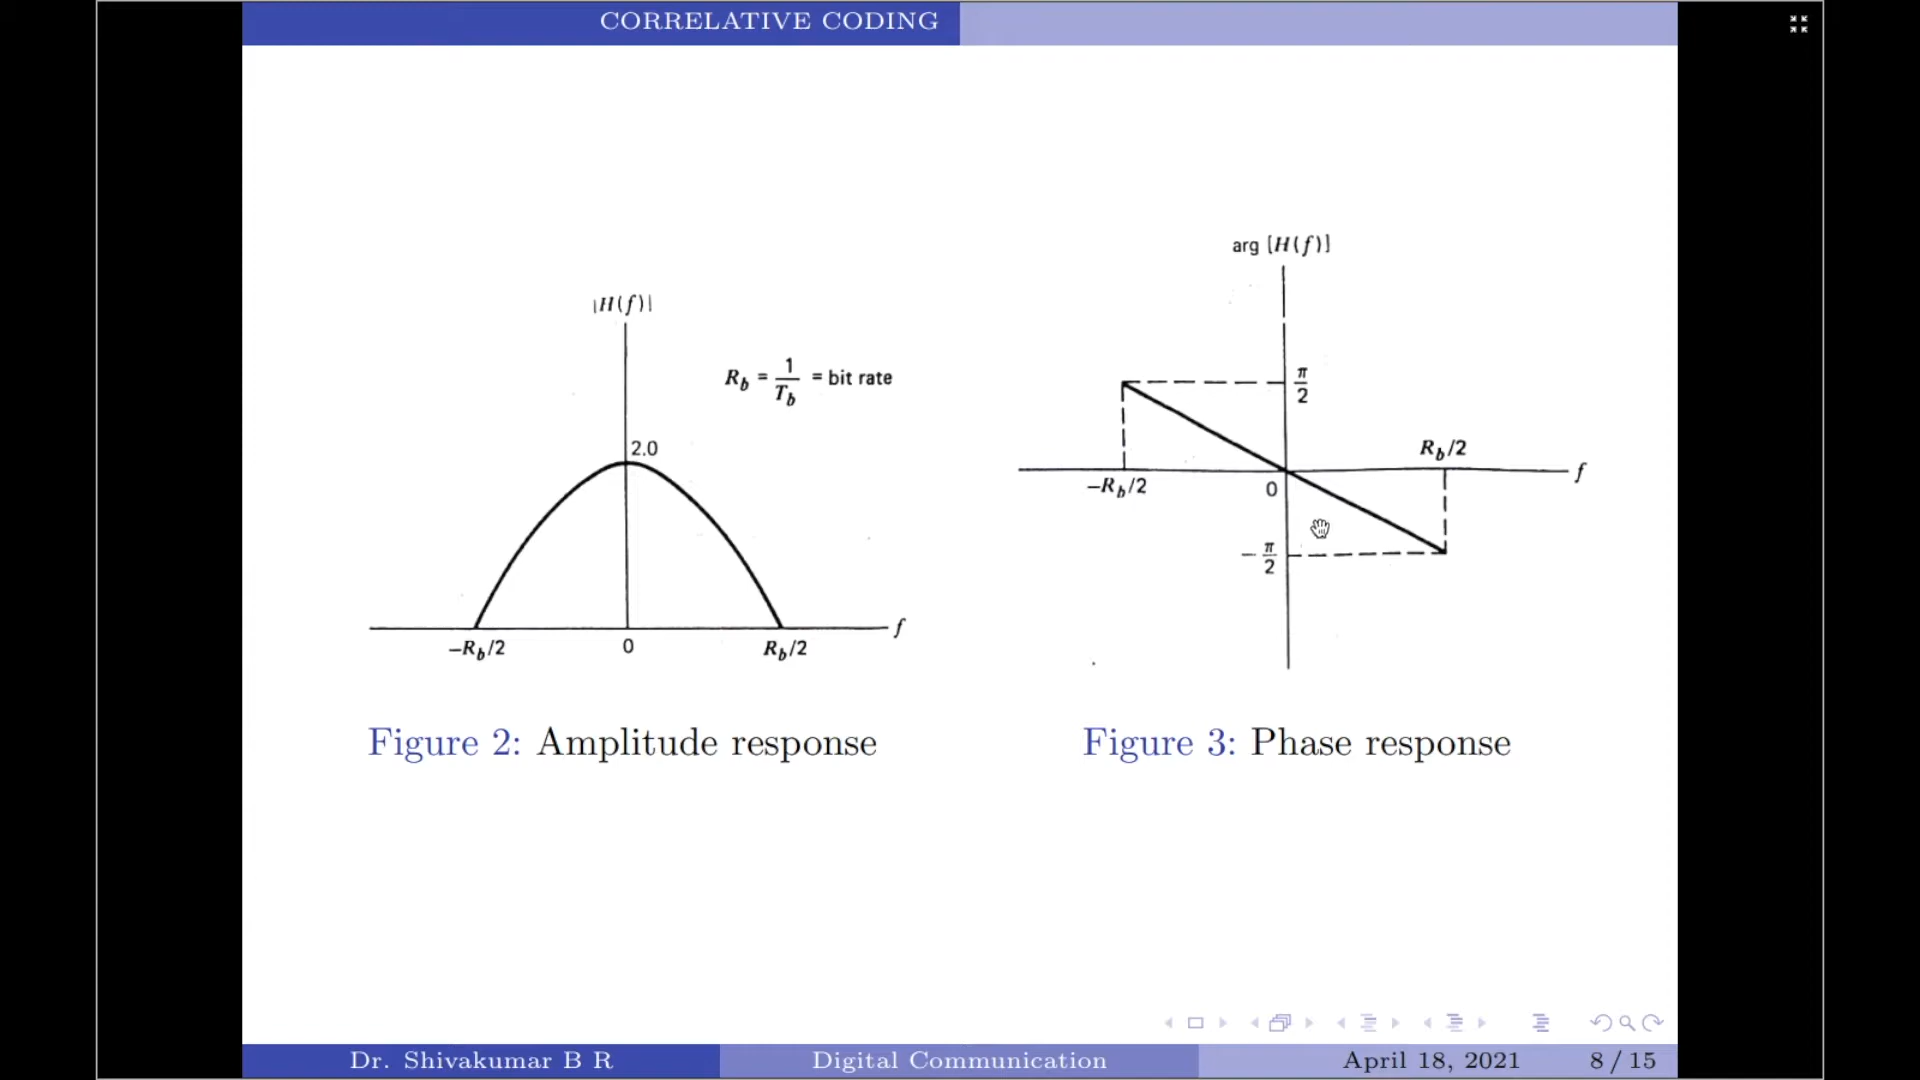 CORRELATIVE CODING
|H(f)|
R_b = 1/T_b = bit rate
2.0
−R_b/2 0 R_b/2 f
arg [H(f)]
π/2
R_b/2
f
−R_b/2 0
−π/2
Figure 2: Amplitude response
Figure 3: Phase response
Dr. Shivakumar B R Digital Communication April 18, 2021 8 / 15